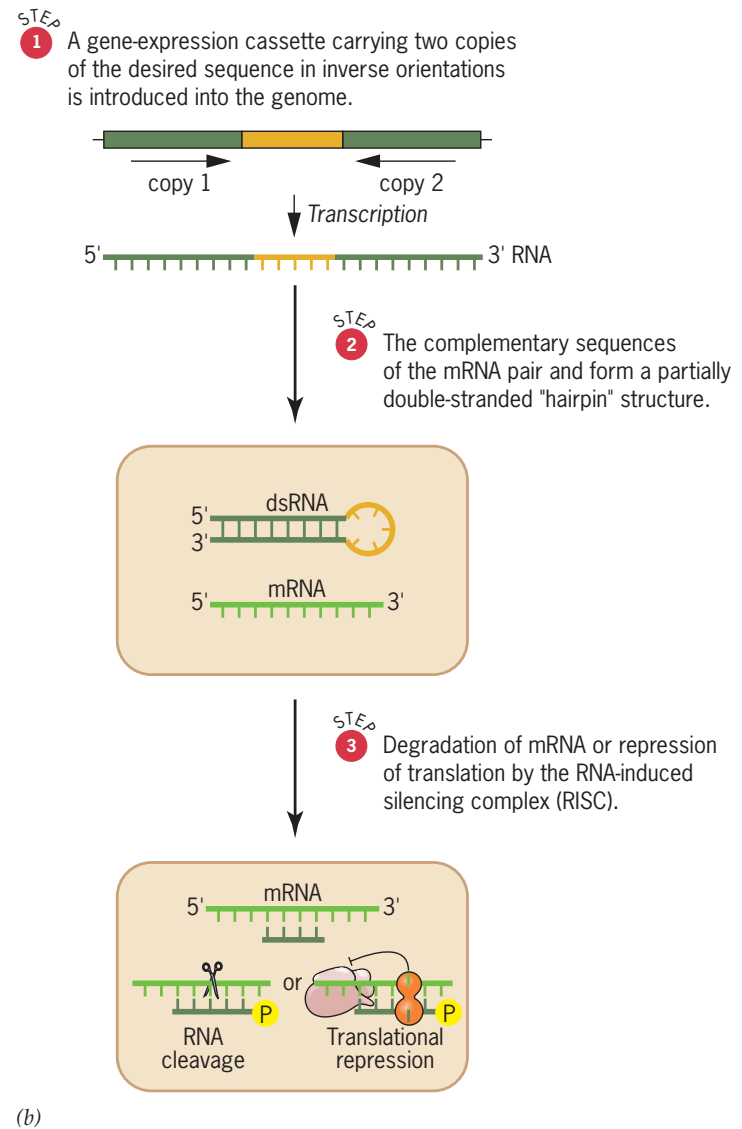 STEP
1
A gene-expression cassette carrying two copies
of the desired sequence in inverse orientations
is introduced into the genome.
copy 1
copy 2
Transcription
5'
3' RNA
STEP
2
The complementary sequences
of the mRNA pair and form a partially
double-stranded "hairpin" structure.
dsRNA
5'
3'
mRNA
5'
3'
STEP
3
Degradation of mRNA or repression
of translation by the RNA-induced
silencing complex (RISC).
mRNA
5'
3'
or
P
P
RNA
cleavage
Translational
repression
(b)